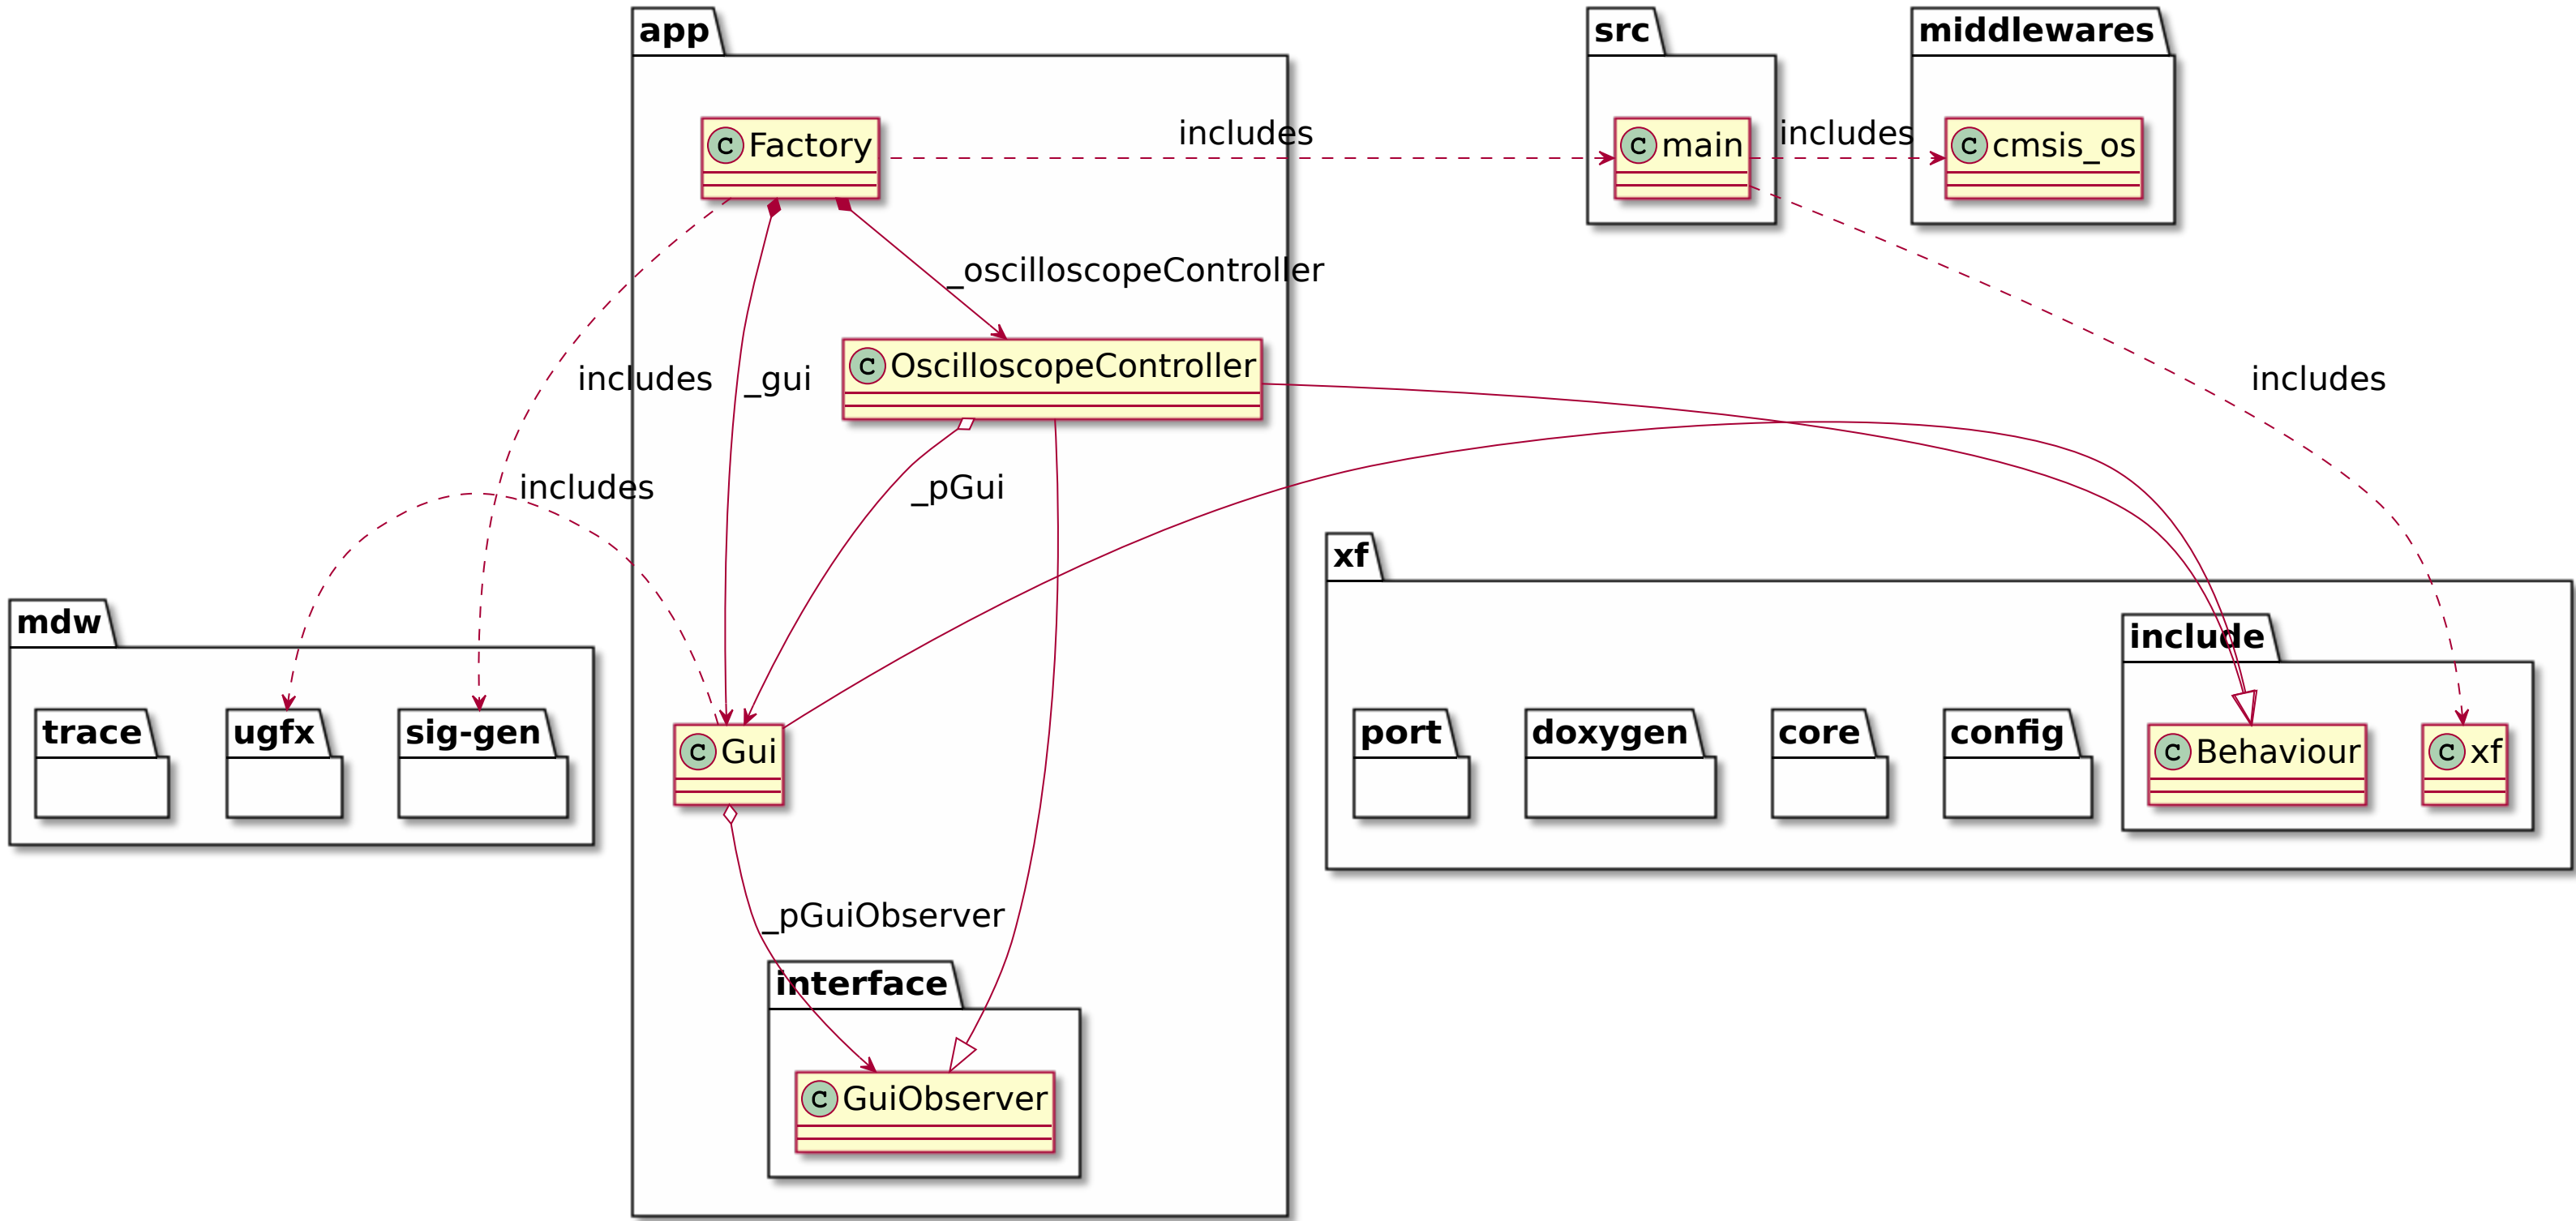 app
src
middlewares
C Factory
includes
C main
includes
C cmsis_os
_oscilloscopeController
C OscilloscopeController
includes
_gui
includes
includes
_pGui
xf
mdw
include
trace
ugfx
sig-gen
C Gui
port
doxygen
core
config
C Behaviour
C xf
_pGuiObserver
interface
C GuiObserver